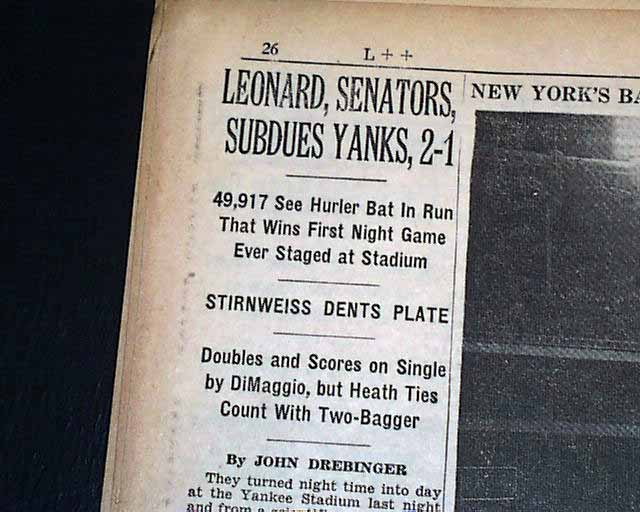 26 L++
LEONARD, SENATORS,
SUBDUES YANKS, 2-1
49,917 See Hurler Bat In Run
That Wins First Night Game
Ever Staged at Stadium
STIRNWEISS DENTS PLATE
Doubles and Scores on Single
by DiMaggio, but Heath Ties
Count With Two-Bagger
By JOHN DREBINGER
They turned night time into day
at the Yankee Stadium last night
and from a
NEW YORK'S BA